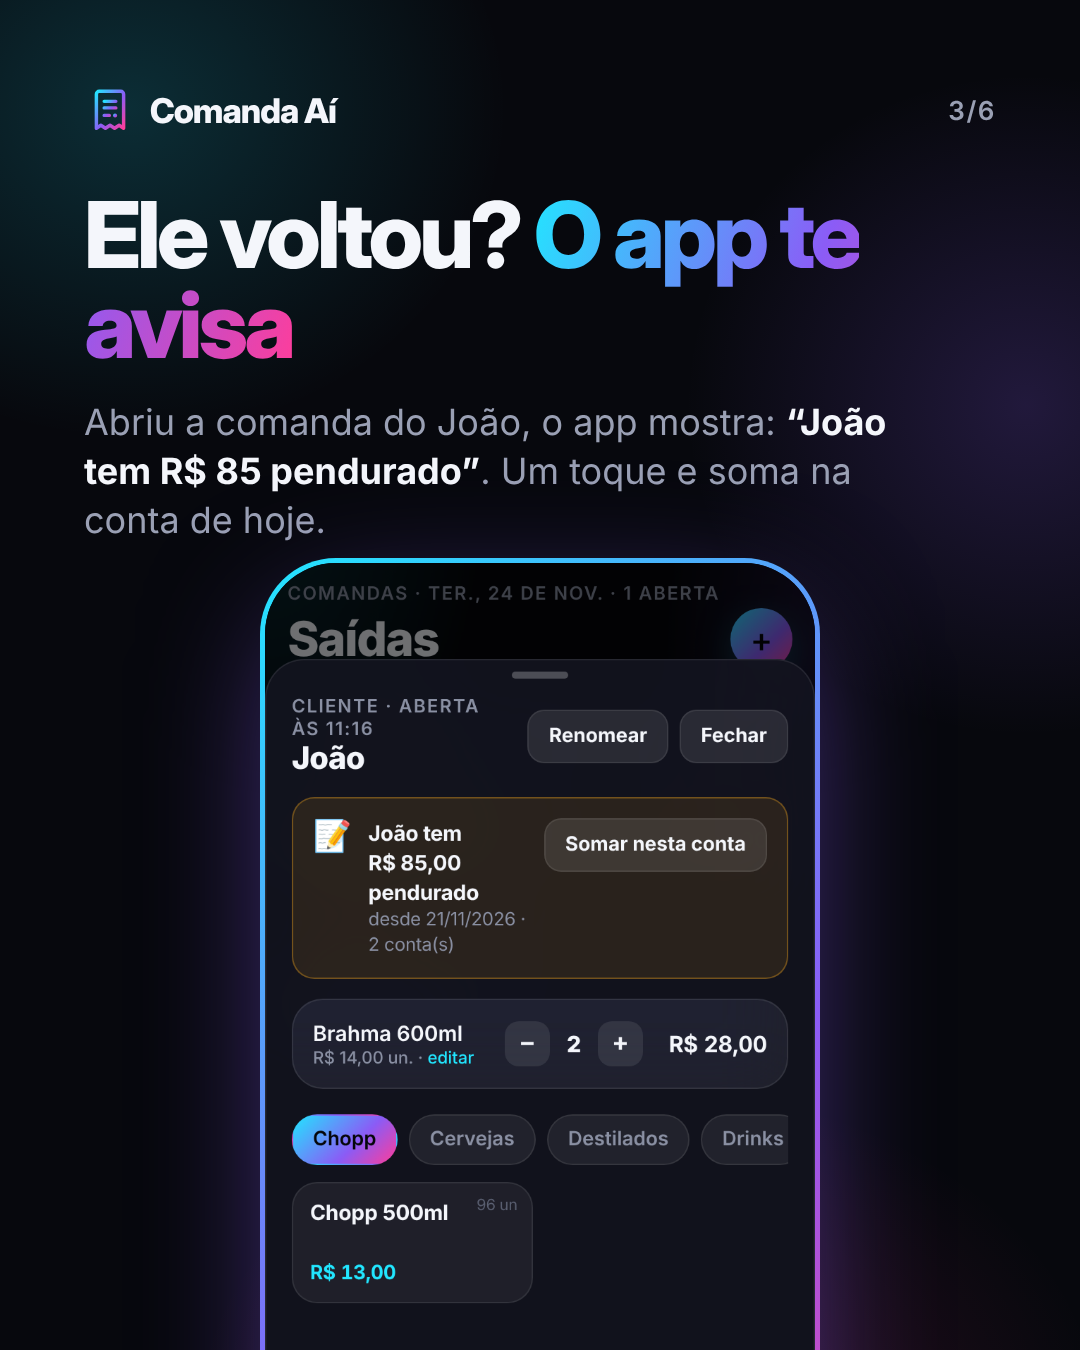 Comanda Aí
3/6
Ele voltou? O app te
avisa
Abriu a comanda do João, o app mostra: “João
tem R$ 85 pendurado”. Um toque e soma na
conta de hoje.
COMANDAS · TER., 24 DE NOV. · 1 ABERTA
Saídas
+
CLIENTE · ABERTA
ÀS 11:16
João
Renomear
Fechar
João tem
R$ 85,00
pendurado
desde 21/11/2026 ·
2 conta(s)
Somar nesta conta
Brahma 600ml
R$ 14,00 un. · editar
− 2 +
R$ 28,00
Chopp
Cervejas
Destilados
Drinks
Chopp 500ml
96 un
R$ 13,00